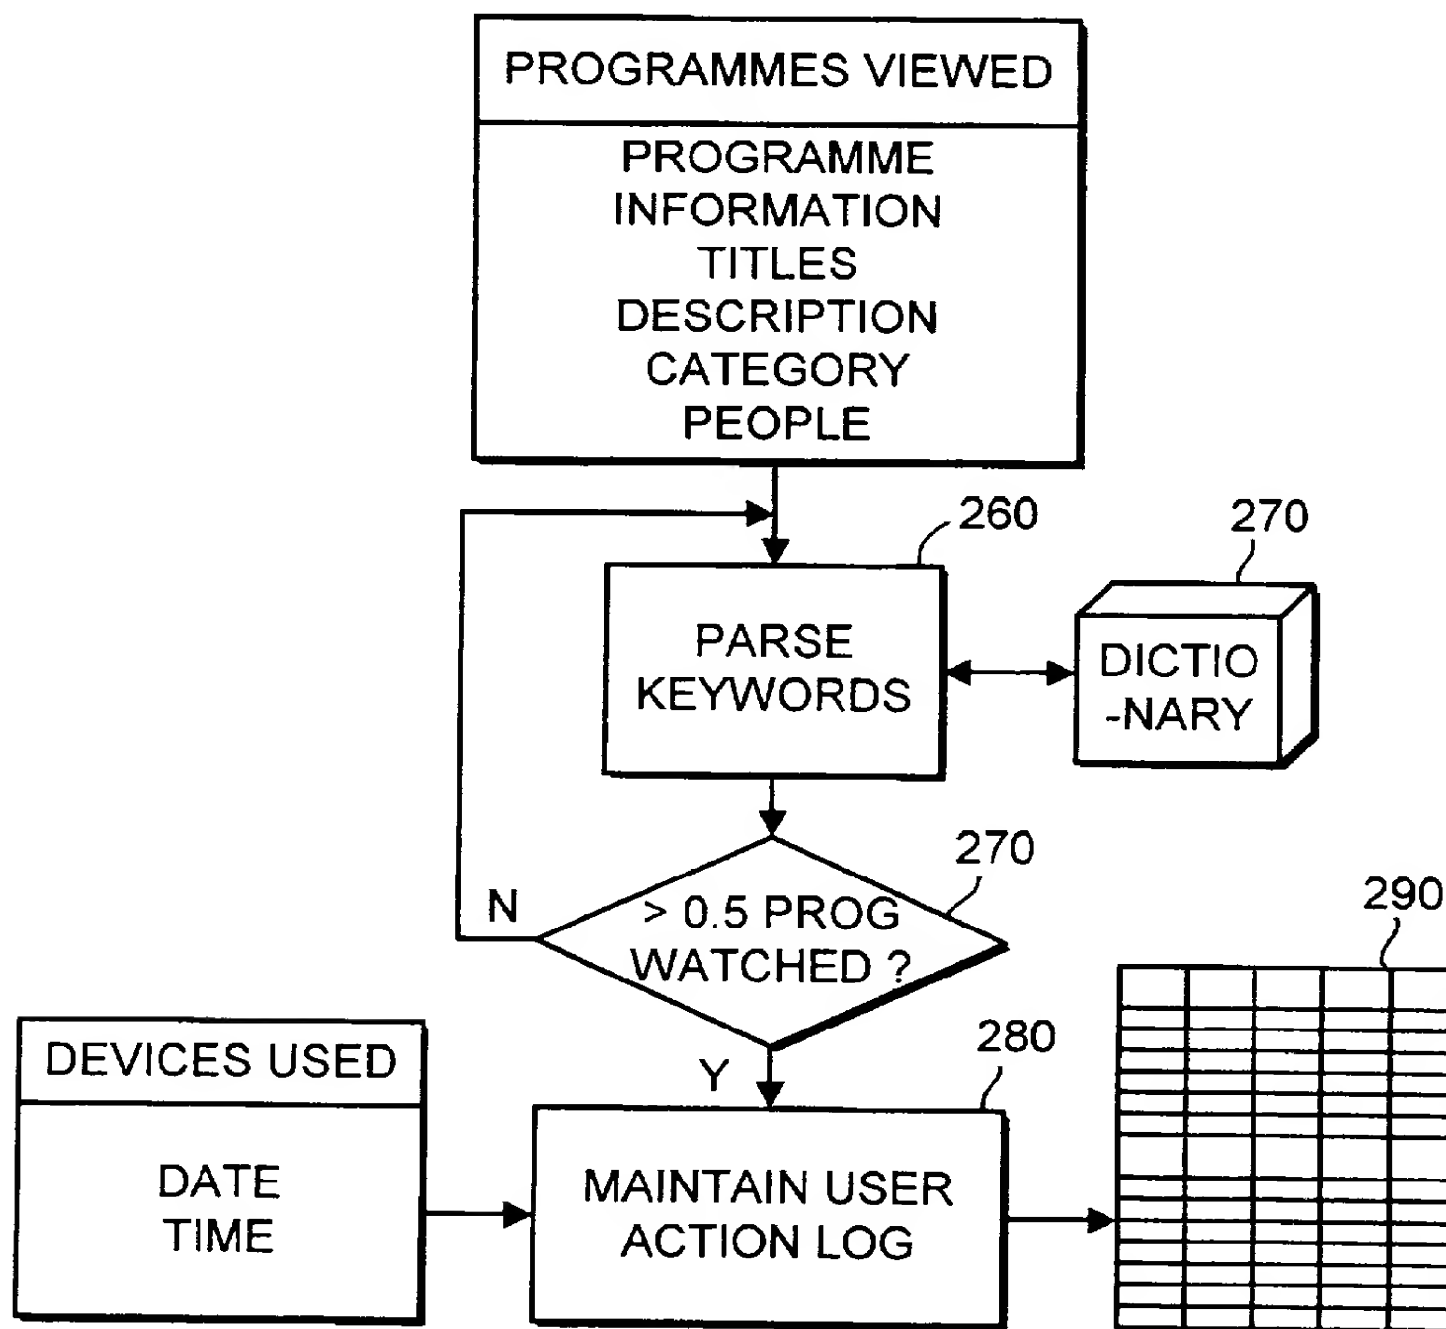 PROGRAMMES VIEWED
PROGRAMME
INFORMATION
TITLES
DESCRIPTION
CATEGORY
PEOPLE
260
270
PARSE
KEYWORDS
DICTIO
-NARY
270
N
> 0.5 PROG
WATCHED ?
290
Y
280
DEVICES USED
DATE
TIME
MAINTAIN USER
ACTION LOG